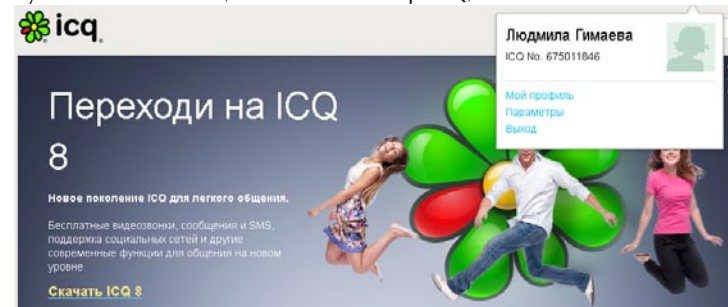 icq
Людмила Гимаева
ICQ No. 675011846
Мой профиль
Параметры
Выход
Переходи на ICQ
8
Новое поколение ICQ для легкого общения.
Бесплатные видеозвонки, сообщения и SMS,
поддержка социальных сетей и другие
современные функции для общения на новом
уровне
Скачать ICQ 8